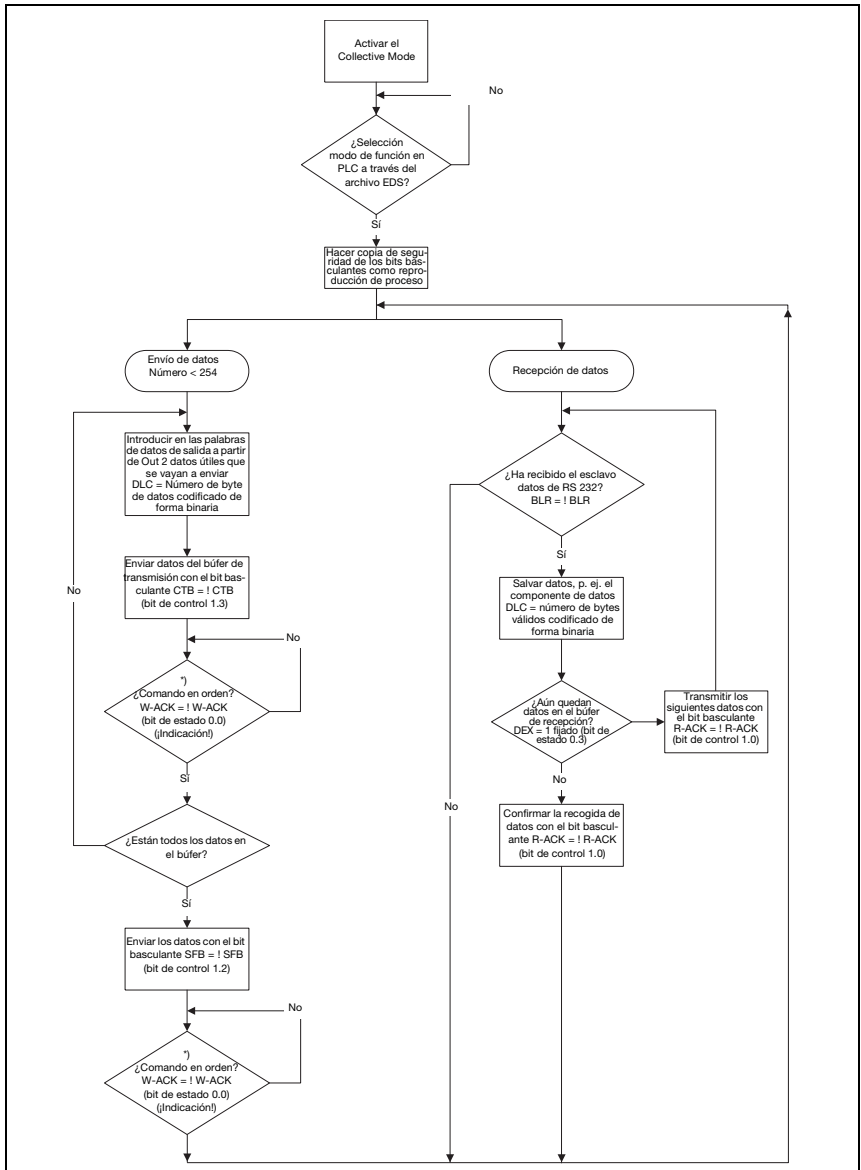 Activar el
Collective Mode
No
¿Selección
modo de función en
PLC a través del
archivo EDS?
Sí
Hacer copia de segu-
ridad de los bits bas-
culantes como repro-
ducción de proceso
Envío de datos
Número < 254
Introducir en las palabras
de datos de salida a partir
de Out 2 datos útiles que
se vayan a enviar
DLC = Número de byte
de datos codificado de
forma binaria
Enviar datos del búfer de
transmisión con el bit bas-
culante CTB = ! CTB
(bit de control 1.3)
No
No
*)
¿Comando en orden?
W-ACK = ! W-ACK
(bit de estado 0.0)
(¡Indicación!)
Sí
¿Están todos los datos en
el búfer?
Sí
Enviar los datos con el bit
basculante SFB = ! SFB
(bit de control 1.2)
No
*)
¿Comando en orden?
W-ACK = ! W-ACK
(bit de estado 0.0)
(¡Indicación!)
Recepción de datos
¿Ha recibido el esclavo
datos de RS 232?
BLR = ! BLR
Sí
Salvar datos, p. ej. el
componente de datos
DLC = número de bytes
válidos codificado de
forma binaria
¿Aún quedan
datos en el búfer
de recepción?
DEX = 1 fijado (bit de
estado 0.3)
Transmitir los
siguientes datos con
el bit basculante
R-ACK = ! R-ACK
(bit de control 1.0)
No
No
Confirmar la recogida de
datos con el bit bascul-
ante R-ACK = ! R-ACK
(bit de control 1.0)